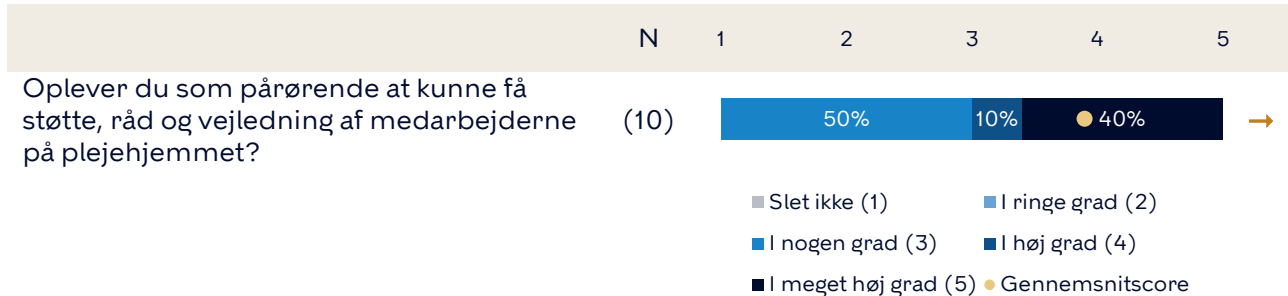 N 1 2 3 4 5
Oplever du som pårørende at kunne få
støtte, råd og vejledning af medarbejderne
på plejehjemmet?
(10) 50% 10% 40%
Slet ikke (1) I ringe grad (2)
I nogen grad (3) I høj grad (4)
I meget høj grad (5) Gennemsnitscore